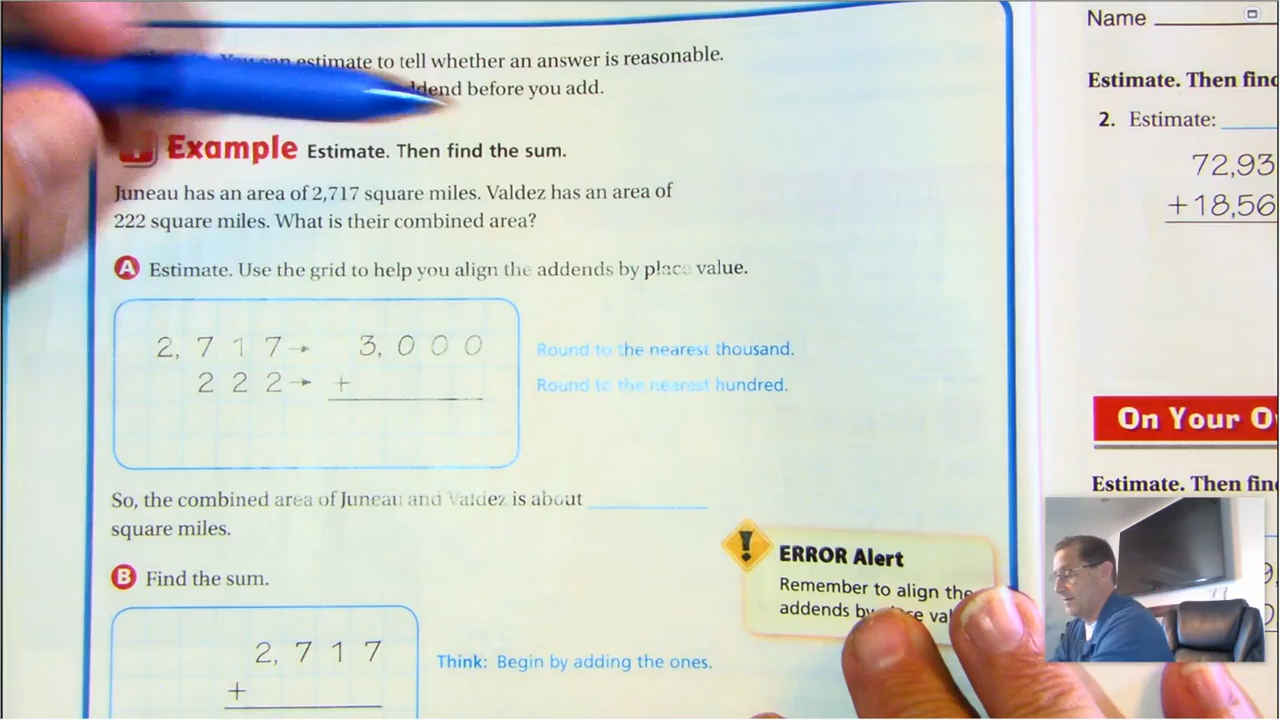 You can estimate to tell whether an answer is reasonable.
before you add.
Example Estimate. Then find the sum.
Juneau has an area of 2,717 square miles. Valdez has an area of
222 square miles. What is their combined area?
A Estimate. Use the grid to help you align the addends by place value.
2, 7 1 7 → 3, 0 0 0 Round to the nearest thousand.
2 2 2 → + Round to the nearest hundred.
So, the combined area of Juneau and Valdez is about
square miles.
B Find the sum.
2, 7 1 7
+
Think: Begin by adding the ones.
! ERROR Alert
Remember to align the
addends by
Name
Estimate. Then find
2. Estimate:
72,93
+18,56
On Your O
Estimate. Then find